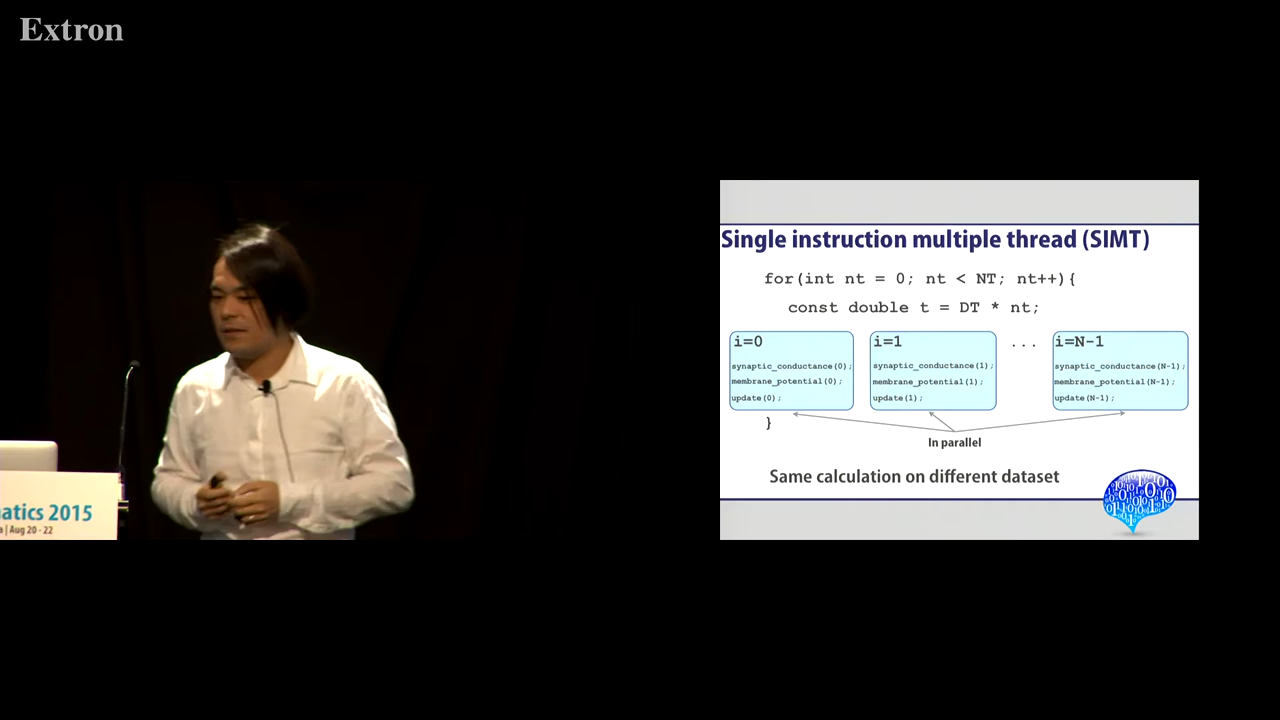 Extron
Single instruction multiple thread (SIMT)
for(int nt = 0; nt < NT; nt++){
const double t = DT * nt;
i=0
synaptic_conductance(0);
membrane_potential(0);
update(0);
i=1
synaptic_conductance(1);
membrane_potential(1);
update(1);
...
i=N-1
synaptic_conductance(N-1);
membrane_potential(N-1);
update(N-1);
}
In parallel
Same calculation on different dataset
atics 2015
a | Aug 20 - 22